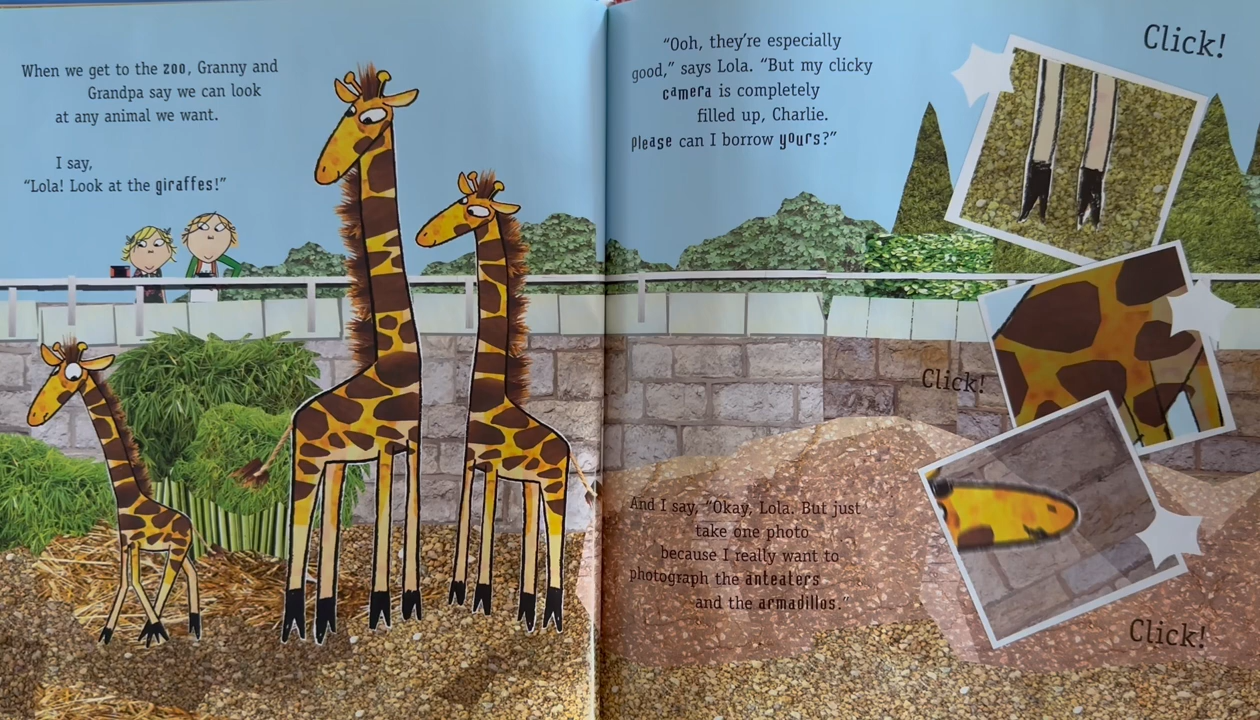 When we get to the zoo, Granny and
Grandpa say we can look
at any animal we want.
I say,
“Lola! Look at the giraffes!”
“Ooh, they’re especially
good,” says Lola. “But my clicky
camera is completely
filled up, Charlie.
Please can I borrow yours?”
Click!
Click!
And I say, “Okay, Lola. But just
take one photo
because I really want to
photograph the anteaters
and the armadillos.”
Click!